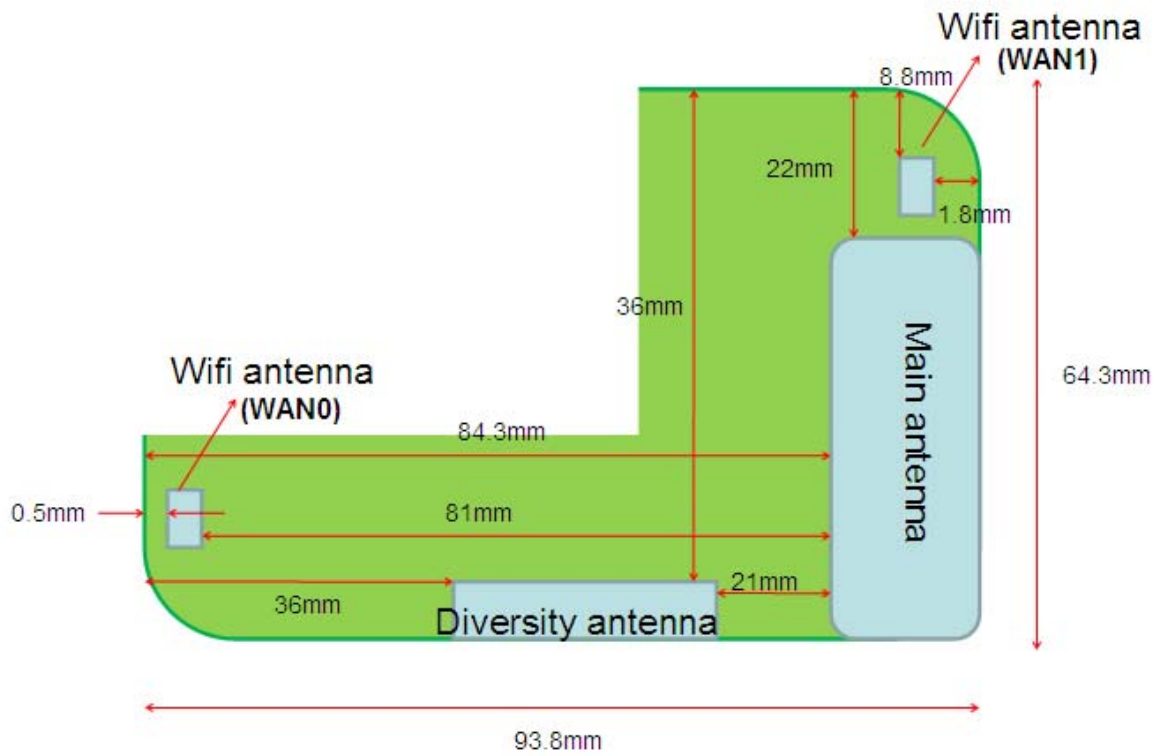 Wifi antenna
(WAN1)
8.8mm
22mm
1.8mm
36mm
Main antenna
64.3mm
Wifi antenna
(WAN0)
84.3mm
0.5mm
81mm
21mm
36mm
Diversity antenna
93.8mm